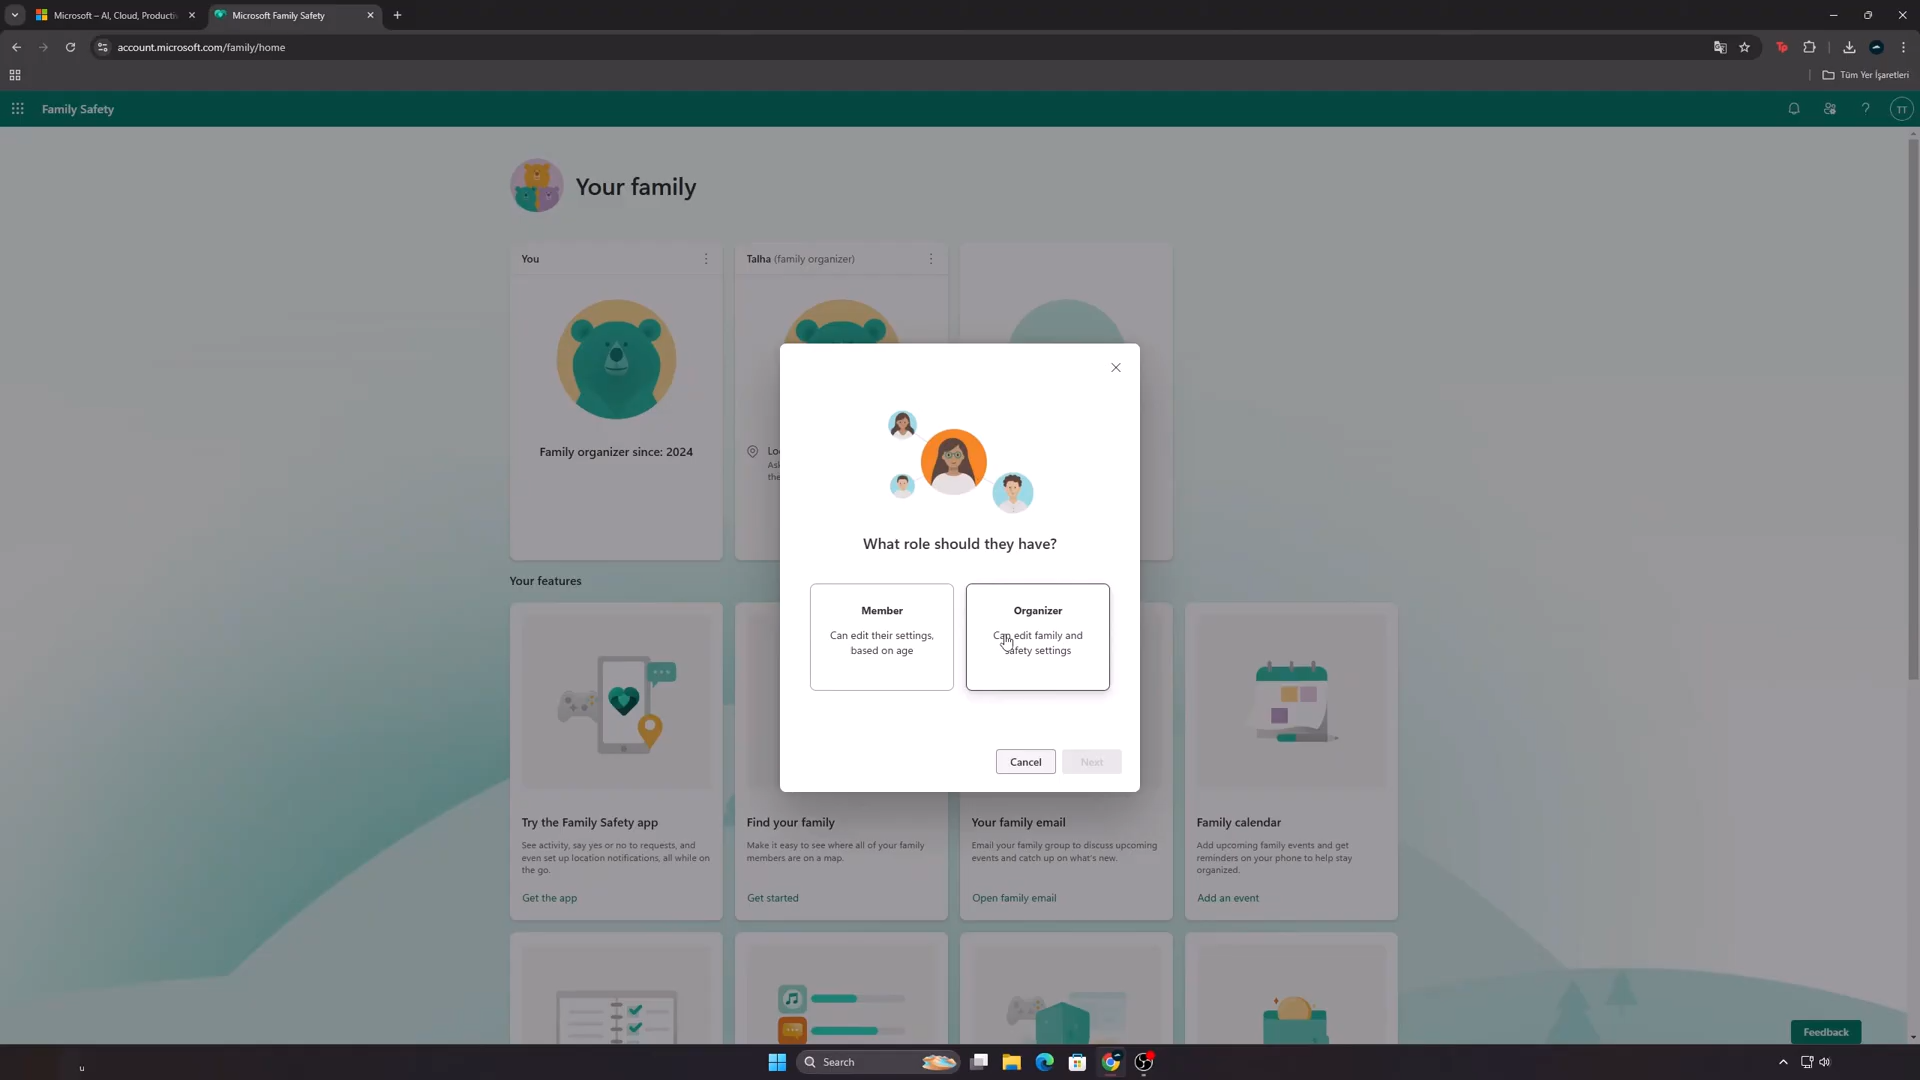 Microsoft – AI, Cloud, Producti
Microsoft Family Safety
account.microsoft.com/family/home
Tüm Yer İşaretleri
Family Safety
?
TT
Your family
You
Talha (family organizer)
Family organizer since: 2024
What role should they have?
Member
Can edit their settings,
based on age
Organizer
Can edit family and
safety settings
Cancel
Next
Your features
Try the Family Safety app
See activity, say yes or no to requests, and
even set up location notifications, all while on
the go.
Get the app
Find your family
Make it easy to see where all of your family
members are on a map.
Get started
Your family email
Email your family group to discuss upcoming
events and catch up on what's new.
Open family email
Family calendar
Add upcoming family events and get
reminders on your phone to help stay
organized.
Add an event
Feedback
u
Search